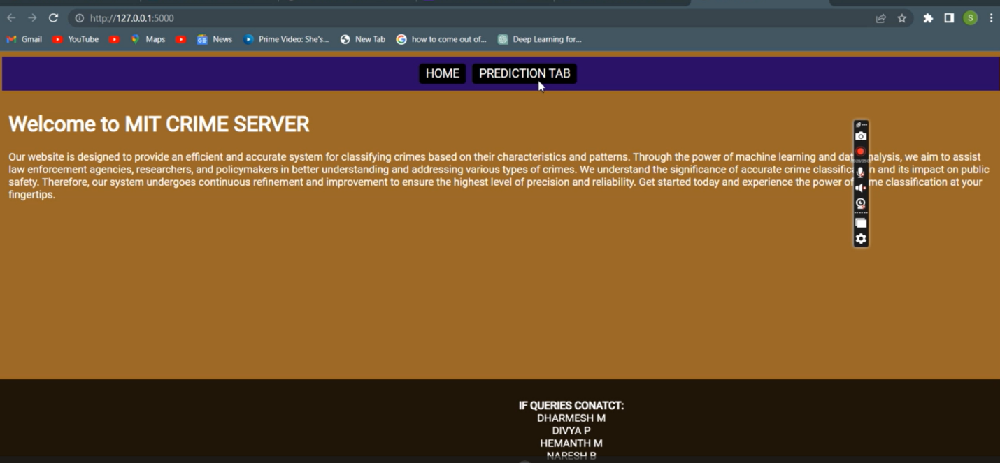 http://127.0.0.1:5000
S
Gmail YouTube Maps News Prime Video: She's... New Tab how to come out of... Deep Learning for...
HOME PREDICTION TAB
Welcome to MIT CRIME SERVER
Our website is designed to provide an efficient and accurate system for classifying crimes based on their characteristics and patterns. Through the power of machine learning and da nalysis, we aim to assist
law enforcement agencies, researchers, and policymakers in better understanding and addressing various types of crimes. We understand the significance of accurate crime classific n and its impact on public
safety. Therefore, our system undergoes continuous refinement and improvement to ensure the highest level of precision and reliability. Get started today and experience the power of me classification at your
fingertips.
IF QUERIES CONATCT:
DHARMESH M
DIVYA P
HEMANTH M
NARESH B